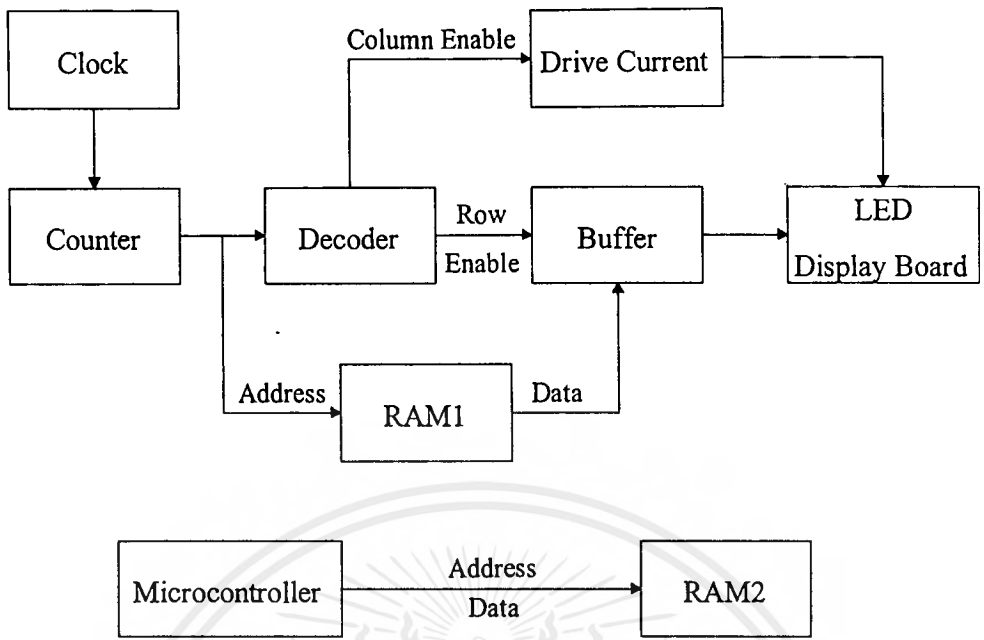 Clock
Column Enable
Drive Current
Counter
Decoder
Row
Enable
Buffer
LED
Display Board
Address
RAM1
Data
Microcontroller
Address
Data
RAM2